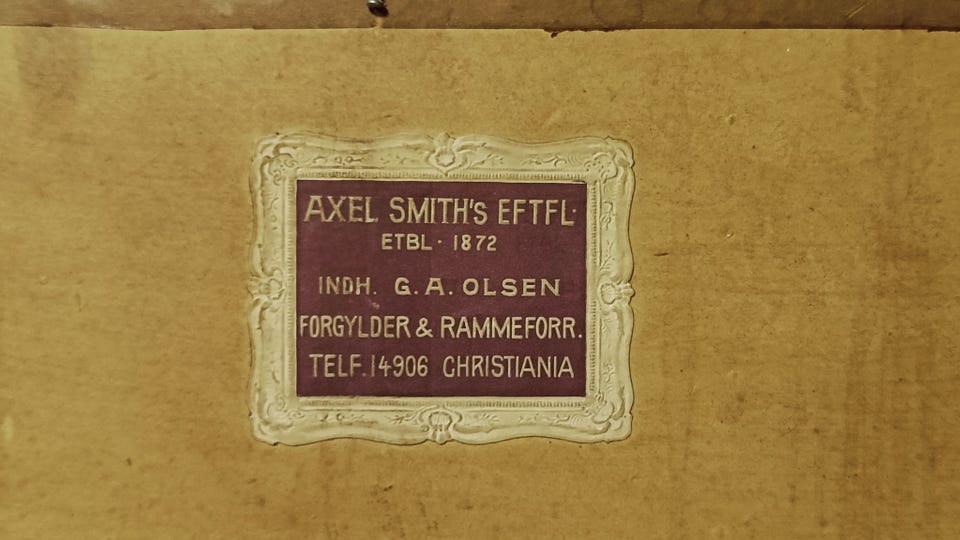 AXEL SMITH'S EFTFL·
ETBL· 1872
INDH. G. A. OLSEN
FORGYLDER & RAMMEFORR.
TELF. 14906 CHRISTIANIA